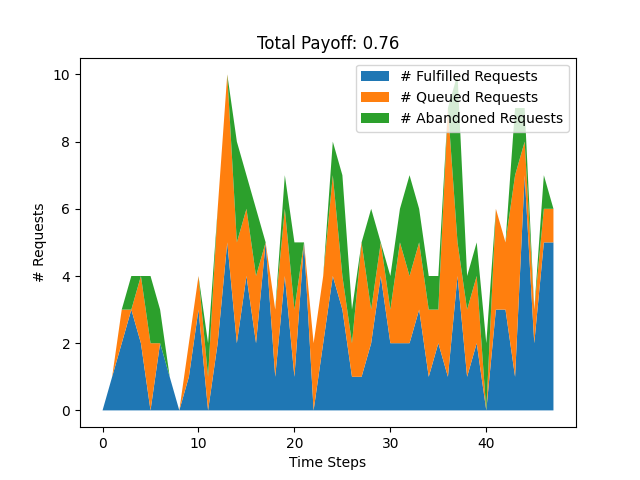 Total Payoff: 0.76
# Fulfilled Requests
# Queued Requests
# Abandoned Requests
# Requests
10
8
6
4
2
0
0
10
20
30
40
Time Steps